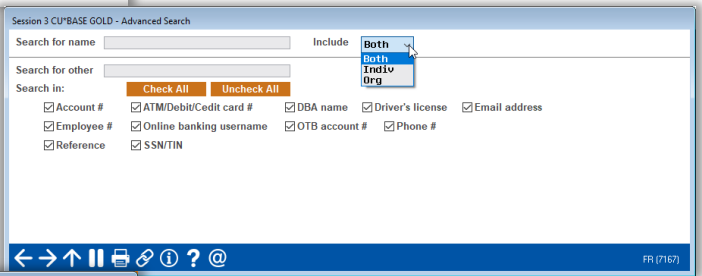 Session 3 CU*BASE GOLD - Advanced Search
Search for name Include Both
Both
Indiv
Org
Search for other
Search in: Check All Uncheck All
Account # ATM/Debit/Cedit card # DBA name Driver's license Email address
Employee # Online banking username OTB account # Phone #
Reference SSN/TIN
FR (7167)